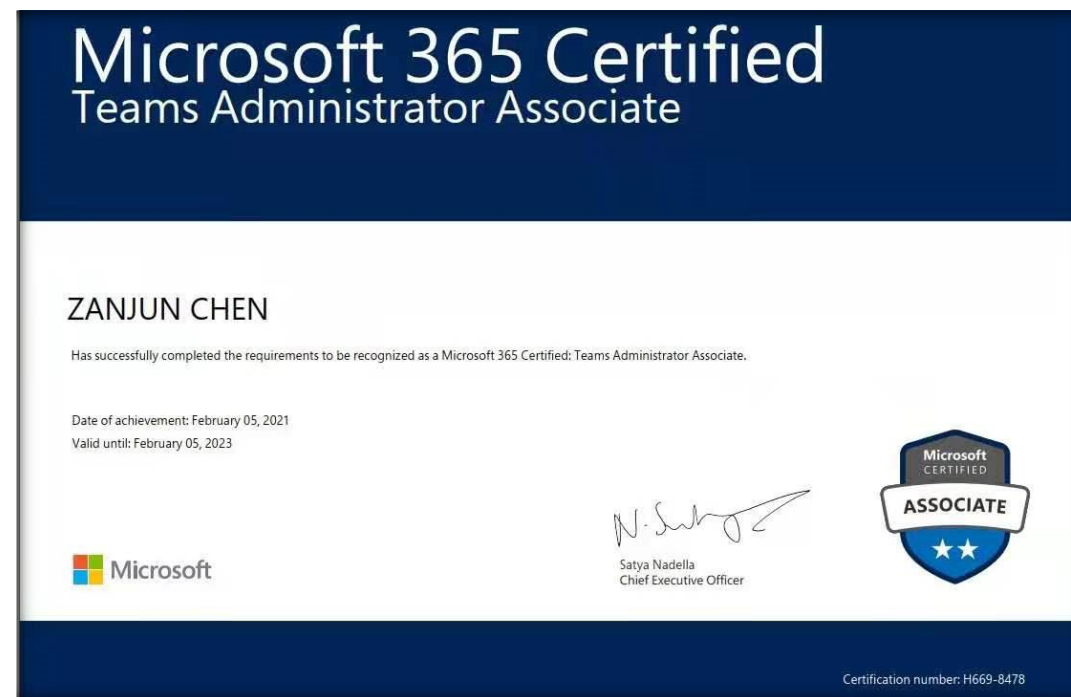 Microsoft 365 Certified
Teams Administrator Associate
ZANJUN CHEN
Has successfully completed the requirements to be recognized as a Microsoft 365 Certified: Teams Administrator Associate.
Date of achievement: February 05, 2021
Valid until: February 05, 2023
Microsoft
CERTIFIED
ASSOCIATE
Satya Nadella
Chief Executive Officer
Microsoft
Certification number: H669-8478